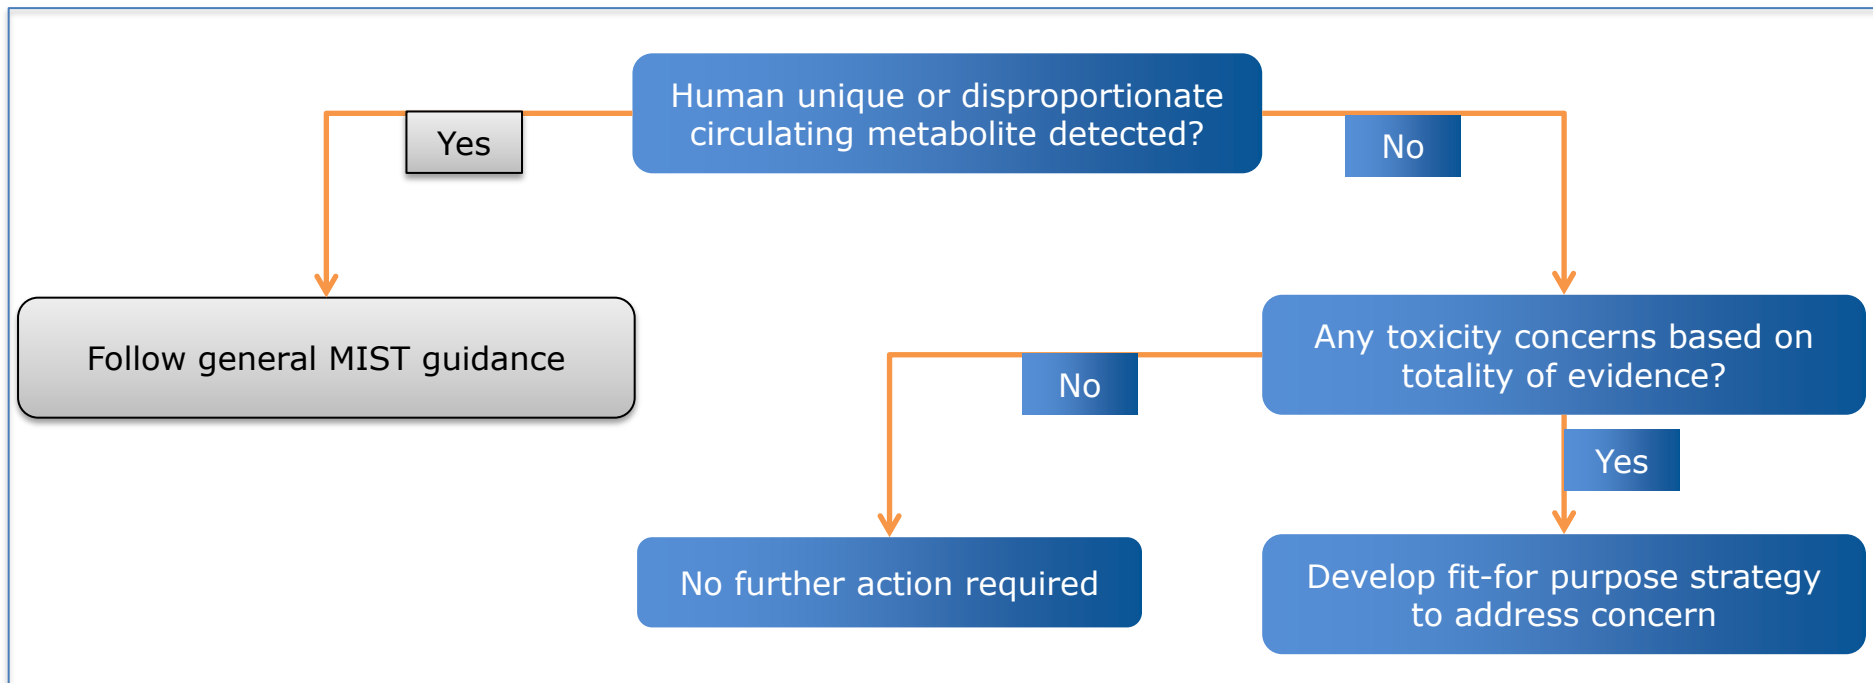 Human unique or disproportionate
circulating metabolite detected?
Yes
No
Follow general MIST guidance
Any toxicity concerns based on
totality of evidence?
No
Yes
No further action required
Develop fit-for purpose strategy
to address concern